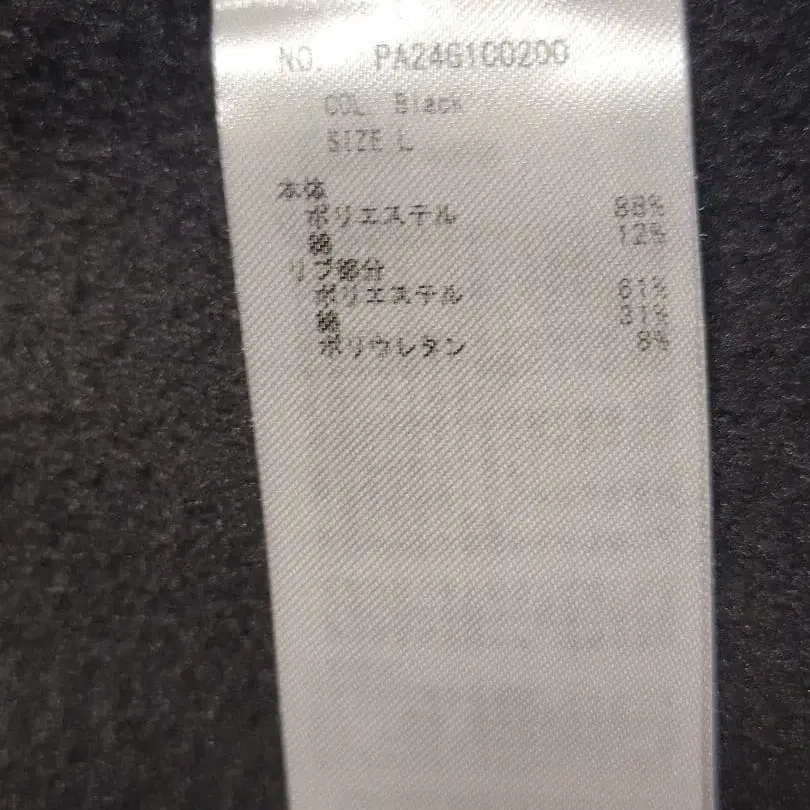 NO. PA24G100200
COL Black
SIZE L
本体
ポリエステル 88%
綿 12%
リブ部分
ポリエステル 61%
綿 31%
ポリウレタン 8%